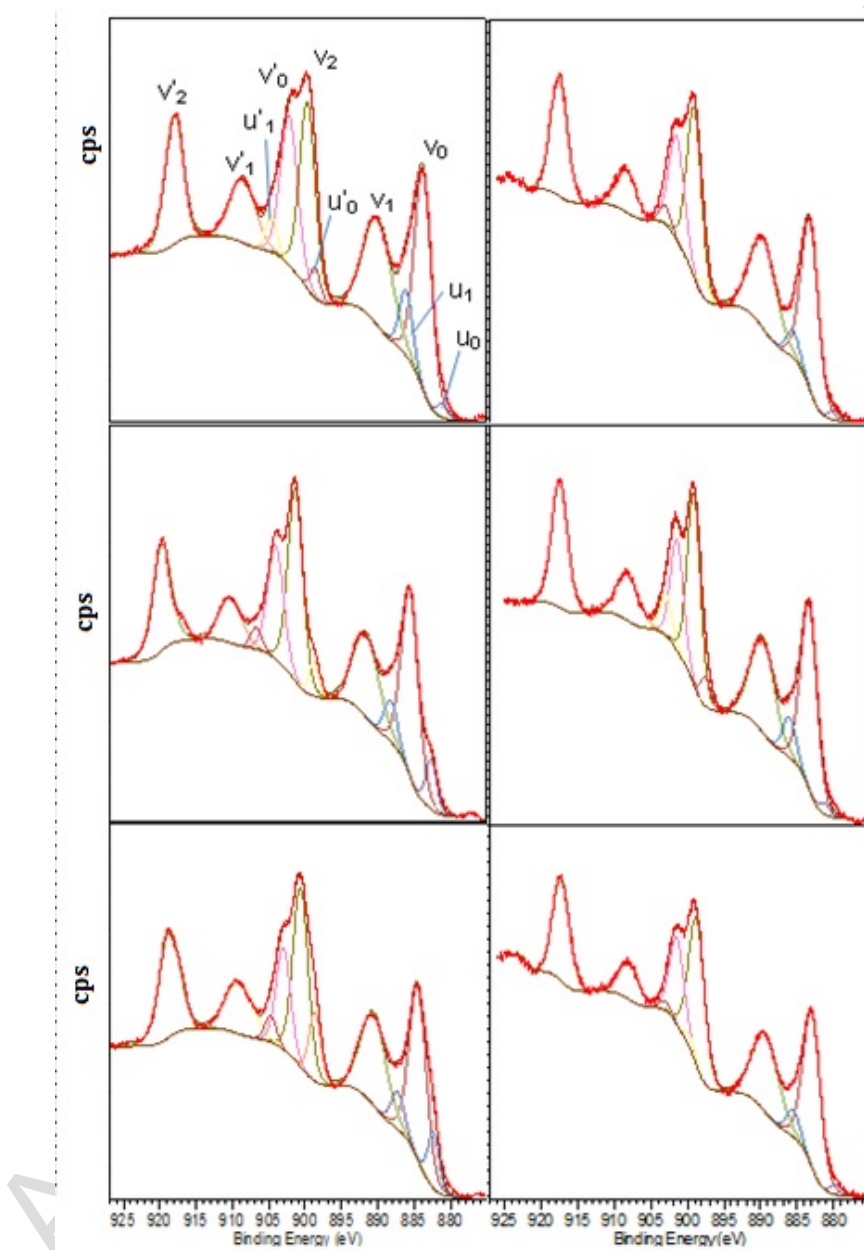 cps
v'2
v'1
u'1
v'0
v2
u'0
v1
v0
u1
u0
cps
cps
925 920 915 910 905 900 895 890 885 880
Binding Energy (eV)
925 920 915 910 905 900 895 890 885 880
Binding Energy(eV)
A